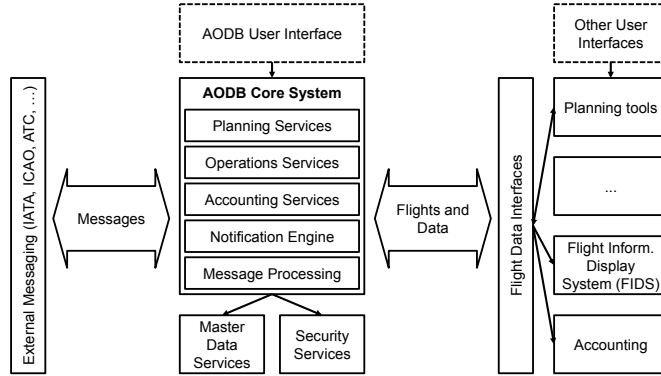 AODB User Interface
Other User
Interfaces
External Messaging (IATA, ICAO, ATC, ...)
Messages
AODB Core System
Planning Services
Operations Services
Accounting Services
Notification Engine
Message Processing
Master
Data
Services
Security
Services
Flights and
Data
Flight Data Interfaces
Planning tools
...
Flight Inform.
Display
System (FIDS)
Accounting